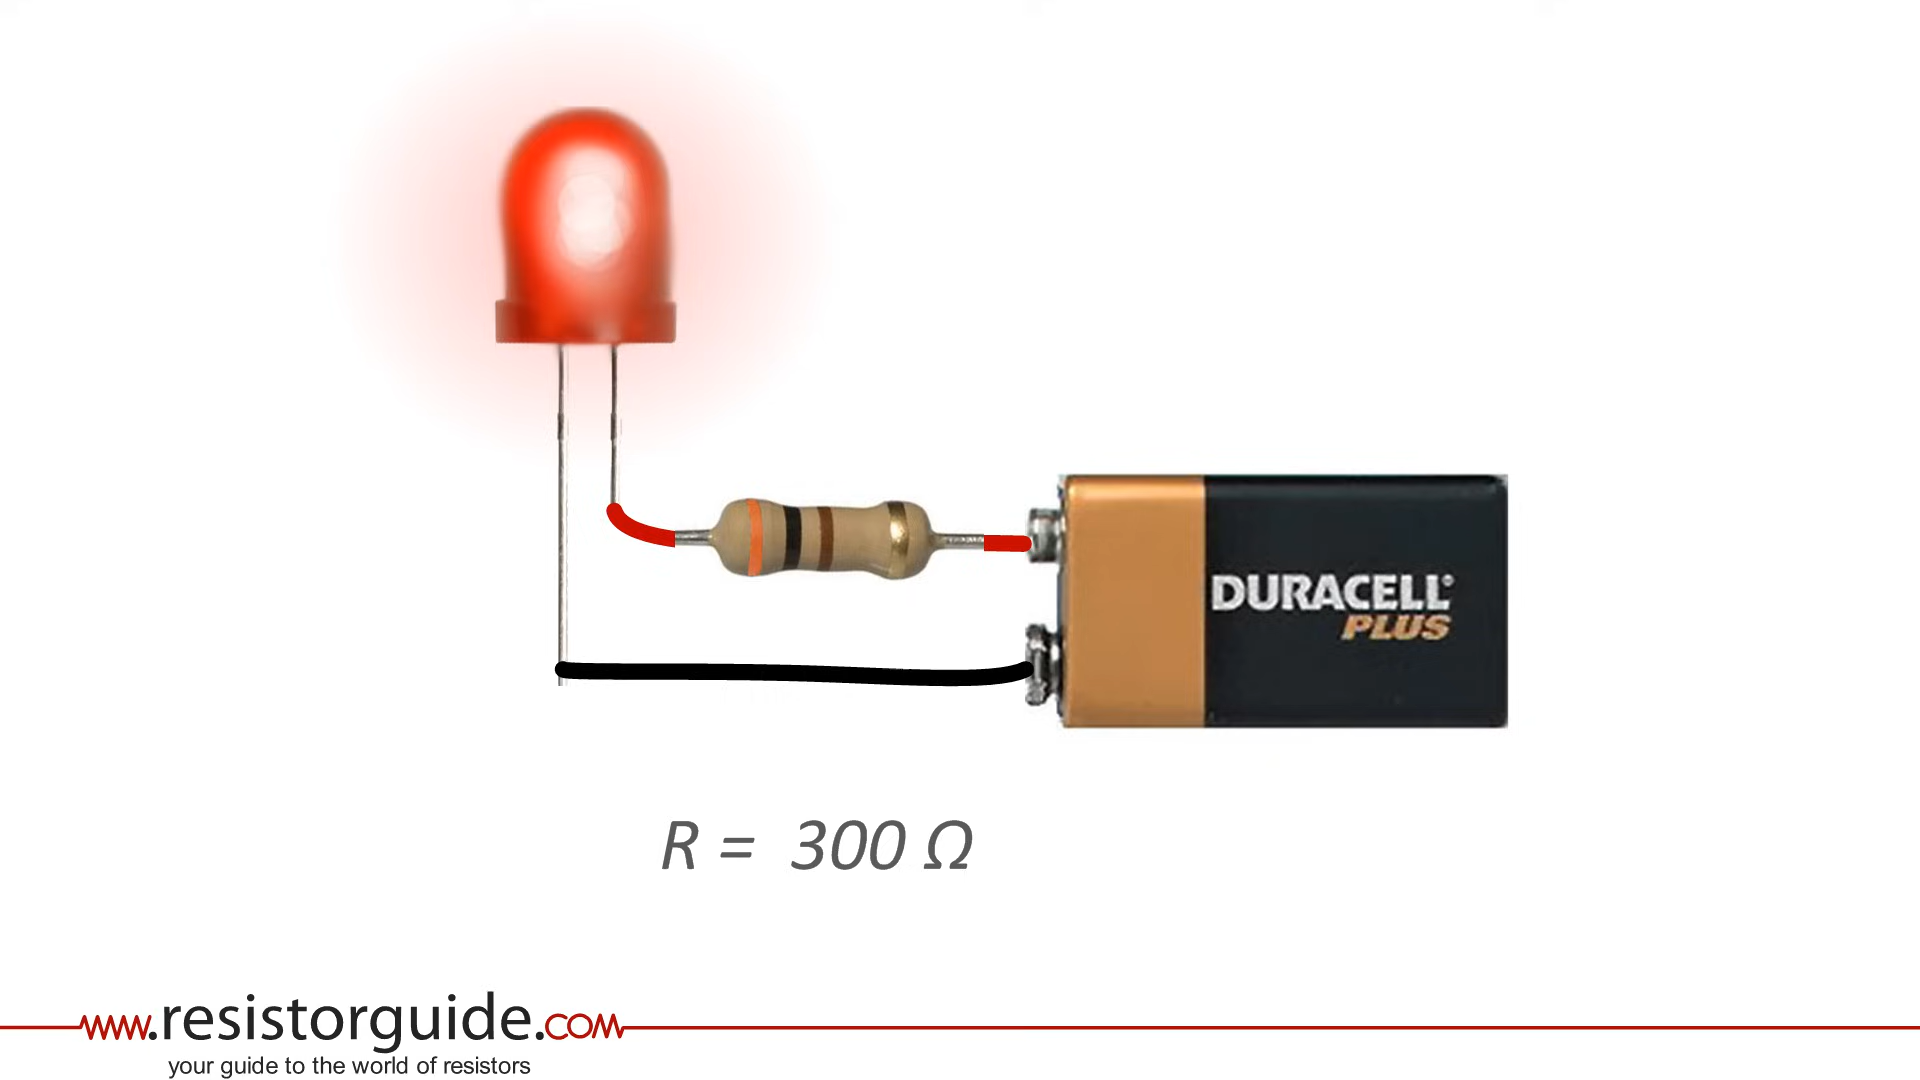 DURACELL®
PLUS
R = 300 Ω
www.resistorguide.com
your guide to the world of resistors